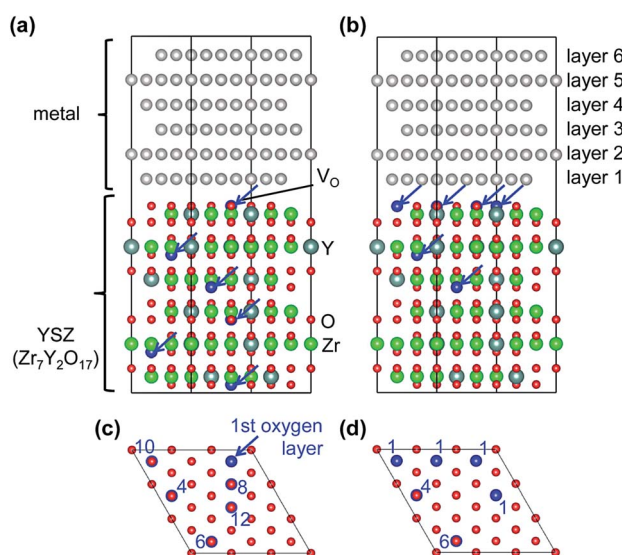 (a)
(b)
metal
layer 6
layer 5
layer 4
layer 3
layer 2
layer 1
VO
Y
O
Zr
YSZ
(Zr7Y2O17)
(c)
1st oxygen
layer
(d)
10
4
8
12
6
1
1
1
4
1
6